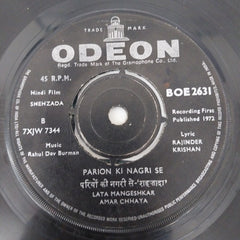 TRADE MARK
ODEON
Regd. Trade Mark of The Gramophone Co. Ltd.
45 R.P.M.
BOE2631
Hindi Film
SHEHZADA
Recording First
Published 1972
B
7XJW 7344
Music
Rahul Dev Burman
Lyric
RAJINDER
KRISHAN
PARION KI NAGRI SE
परियों की नगरी से-'शहज़ादा'
LATA MANGESHKAR
AMAR CHHAYA